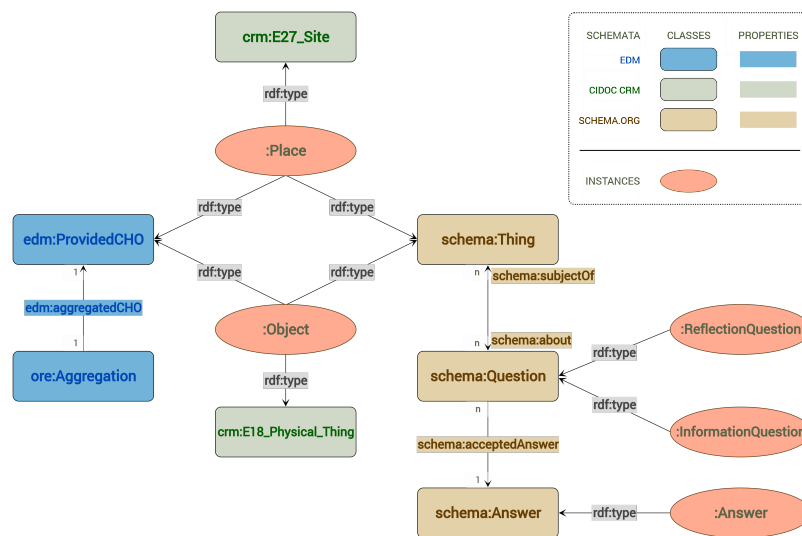 crm:E27_Site
SCHEMATA CLASSES PROPERTIES
EDM
CIDOC CRM
SCHEMA.ORG
INSTANCES
rdf:type
:Place
rdf:type rdf:type
edm:ProvidedCHO schema:Thing
1 n
rdf:type rdf:type schema:subjectOf
edm:aggregatedCHO
:Object :ReflectionQuestion
1 n schema:about
rdf:type
ore:Aggregation rdf:type schema:Question
n rdf:type
crm:E18_Physical_Thing :InformationQuestion
schema:acceptedAnswer
1
schema:Answer rdf:type :Answer